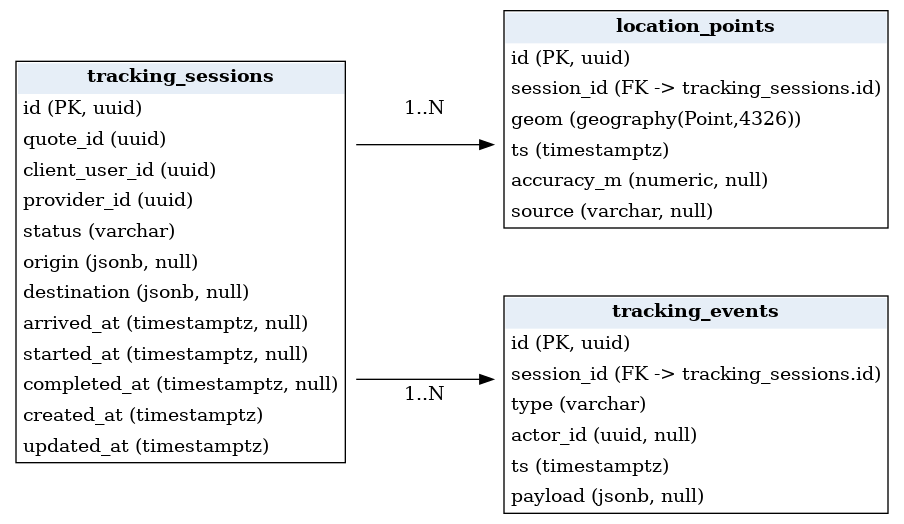 tracking_sessions
id (PK, uuid)
quote_id (uuid)
client_user_id (uuid)
provider_id (uuid)
status (varchar)
origin (jsonb, null)
destination (jsonb, null)
arrived_at (timestamptz, null)
started_at (timestamptz, null)
completed_at (timestamptz, null)
created_at (timestamptz)
updated_at (timestamptz)
1..N
1..N
location_points
id (PK, uuid)
session_id (FK -> tracking_sessions.id)
geom (geography(Point,4326))
ts (timestamptz)
accuracy_m (numeric, null)
source (varchar, null)
tracking_events
id (PK, uuid)
session_id (FK -> tracking_sessions.id)
type (varchar)
actor_id (uuid, null)
ts (timestamptz)
payload (jsonb, null)